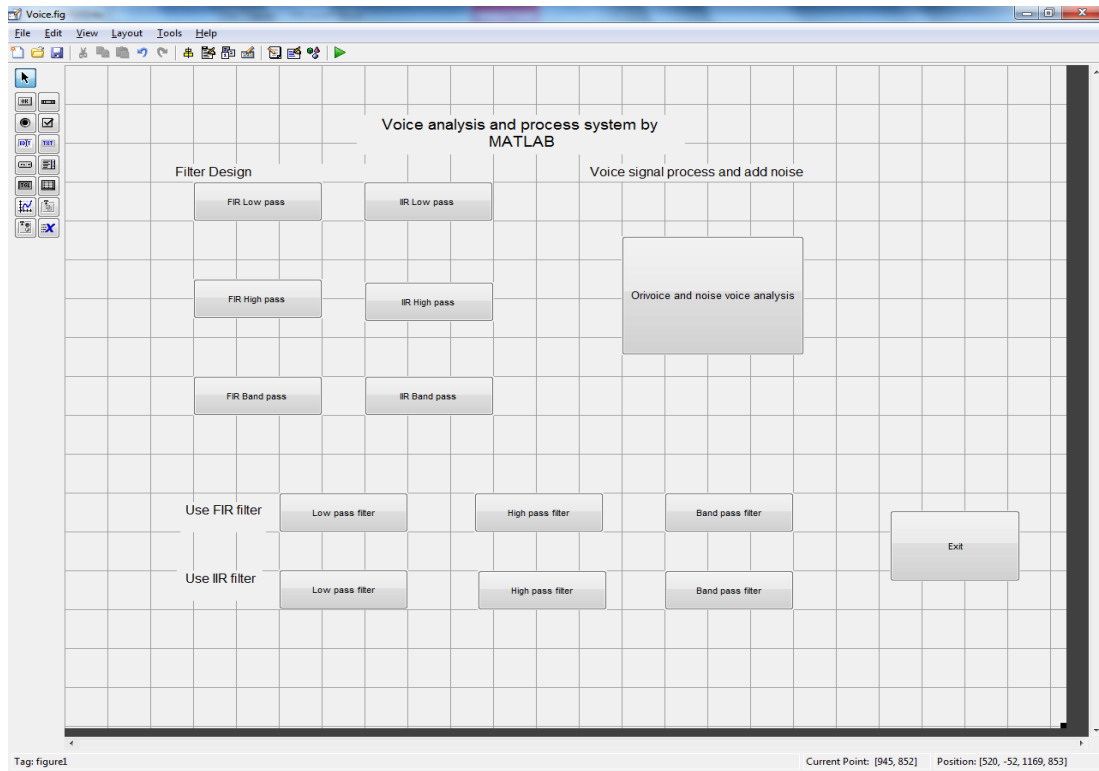 Voice.fig
File Edit View Layout Tools Help
Voice analysis and process system by
MATLAB
Filter Design
Voice signal process and add noise
FIR Low pass
IIR Low pass
Orivoice and noise voice analysis
FIR High pass
IIR High pass
FIR Band pass
IIR Band pass
Use FIR filter
Low pass filter
High pass filter
Band pass filter
Exit
Use IIR filter
Low pass filter
High pass filter
Band pass filter
Tag: figure1
Current Point: [945, 852]
Position: [520, -52, 1169, 853]